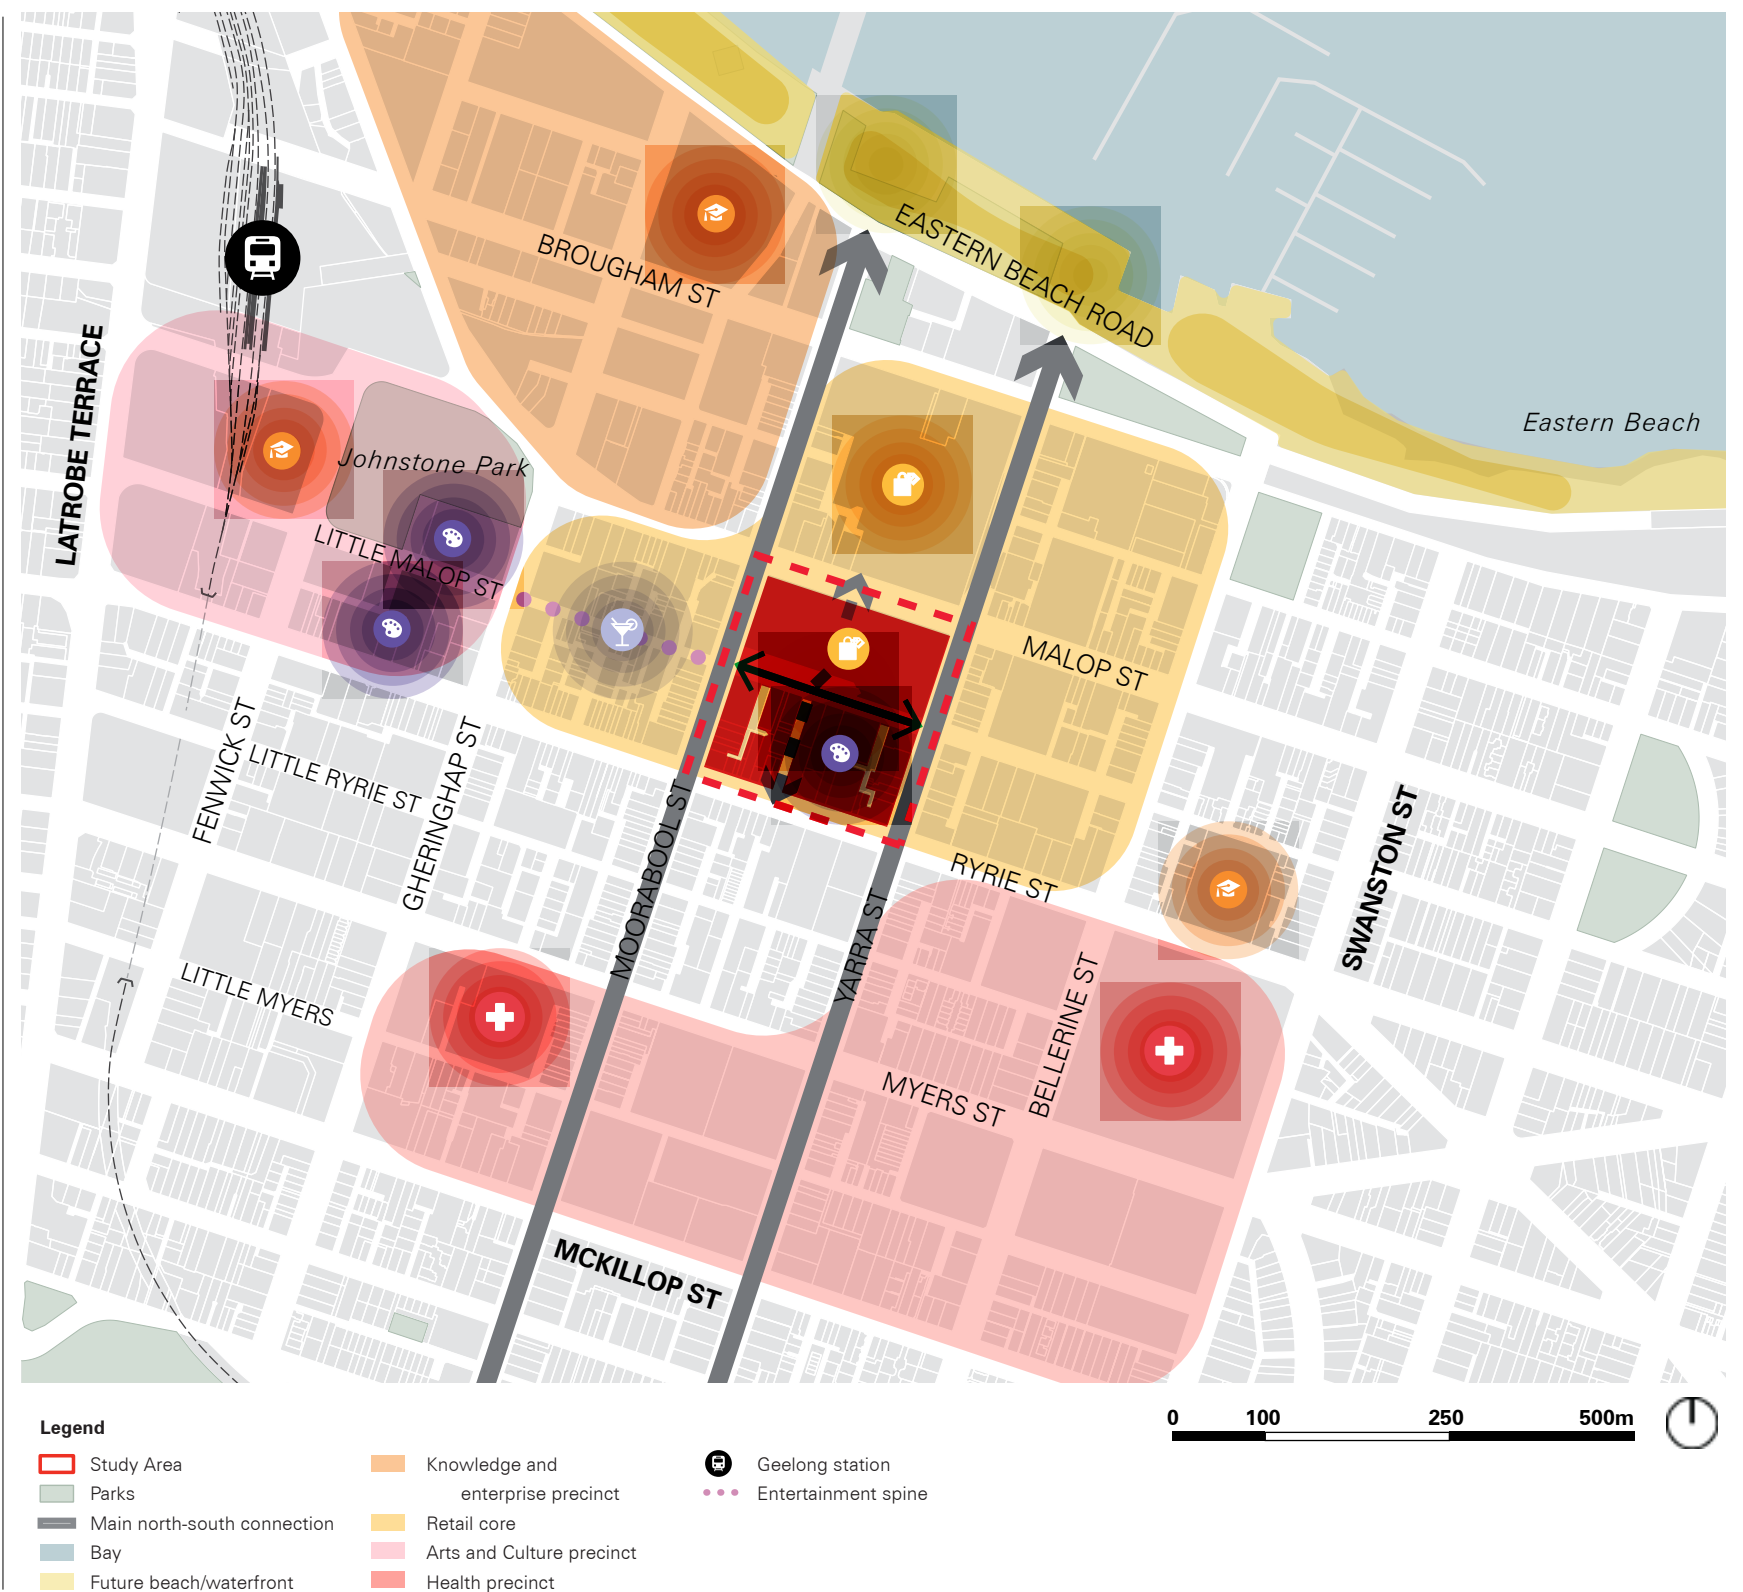 BROUGHAM ST
EASTERN BEACH ROAD
Eastern Beach
LATROBE TERRACE
Johnstone Park
LITTLE MALOP ST
MALOP ST
FENWICK ST
LITTLE RYRIE ST
GHERINGHAP ST
MOORABOOL ST
YARRA ST
RYRIE ST
SWANSTON ST
LITTLE MYERS
BELLERINE ST
MYERS ST
MCKILLOP ST
0 100 250 500m
Legend
Study Area
Parks
Main north-south connection
Bay
Future beach/waterfront
Knowledge and
enterprise precinct
Retail core
Arts and Culture precinct
Health precinct
Geelong station
Entertainment spine